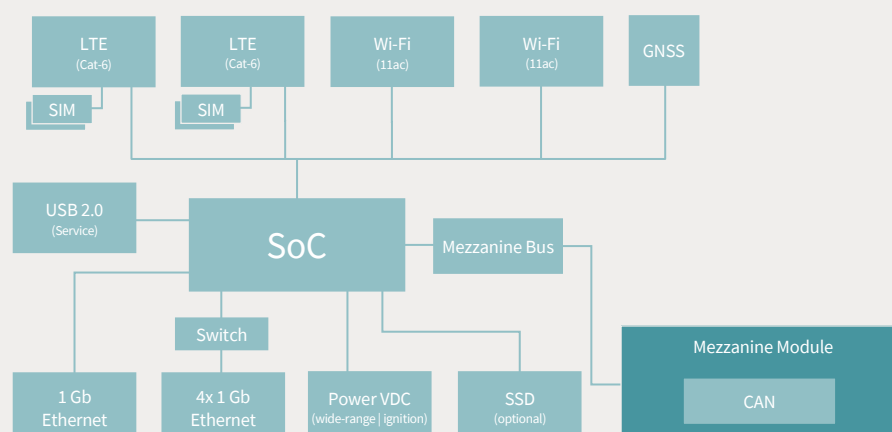 LTE
(Cat-6)
LTE
(Cat-6)
Wi-Fi
(11ac)
Wi-Fi
(11ac)
GNSS
SIM
SIM
USB 2.0
(Service)
SoC
Mezzanine Bus
Switch
Mezzanine Module
CAN
1 Gb
Ethernet
4x 1 Gb
Ethernet
Power VDC
(wide-range | ignition)
SSD
(optional)